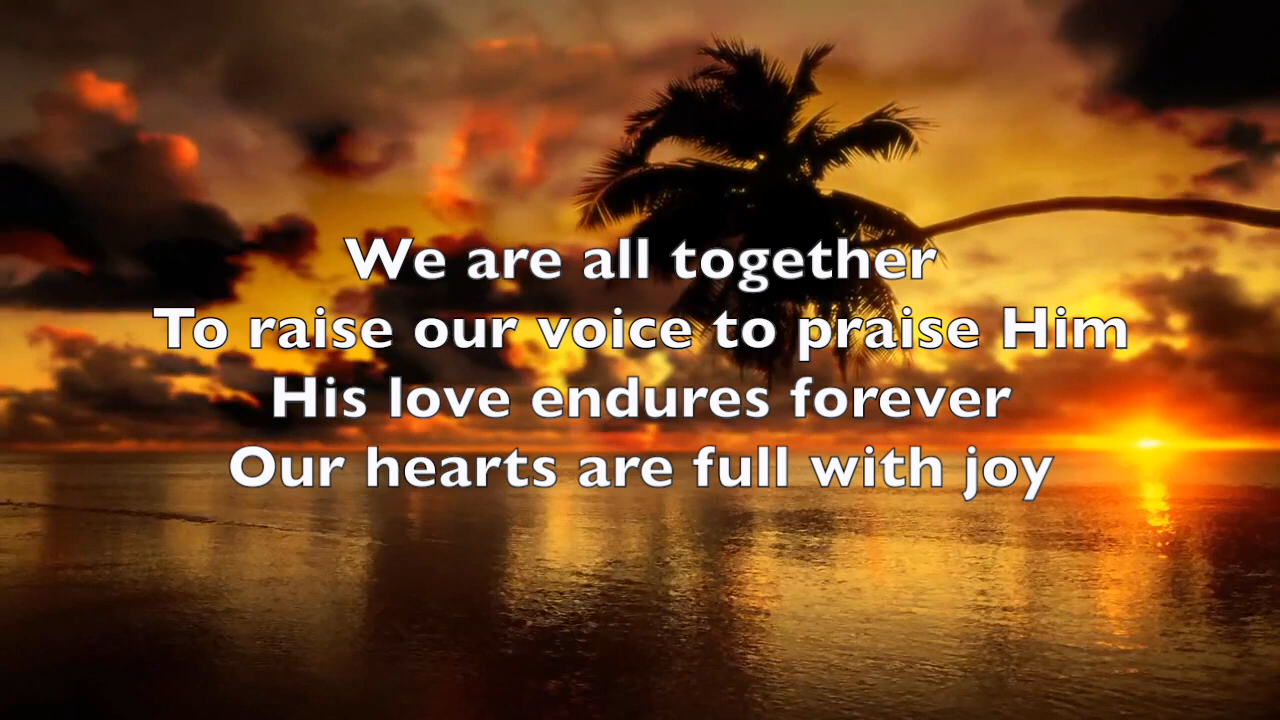 We are all together
To raise our voice to praise Him
His love endures forever
Our hearts are full with joy